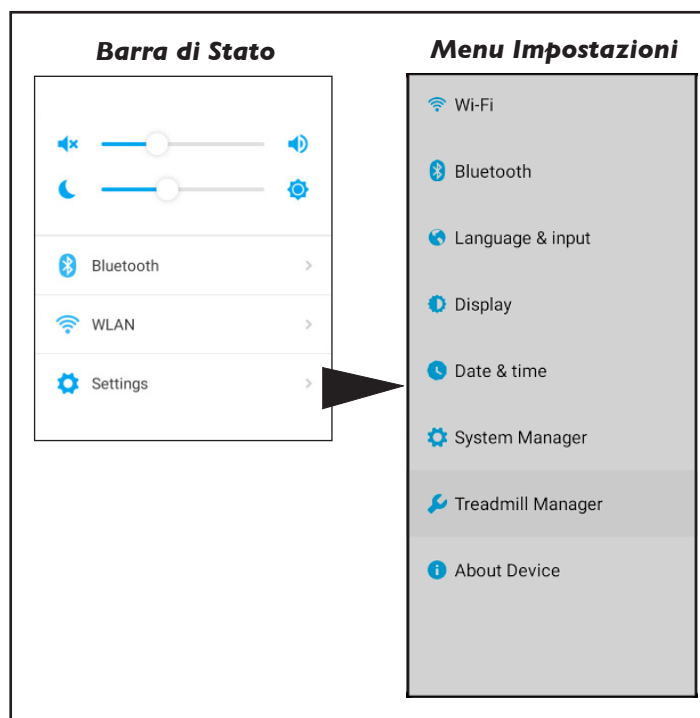 Barra di Stato
Bluetooth
WLAN
Settings
Menu Impostazioni
Wi-Fi
Bluetooth
Language & input
Display
Date & time
System Manager
Treadmill Manager
About Device